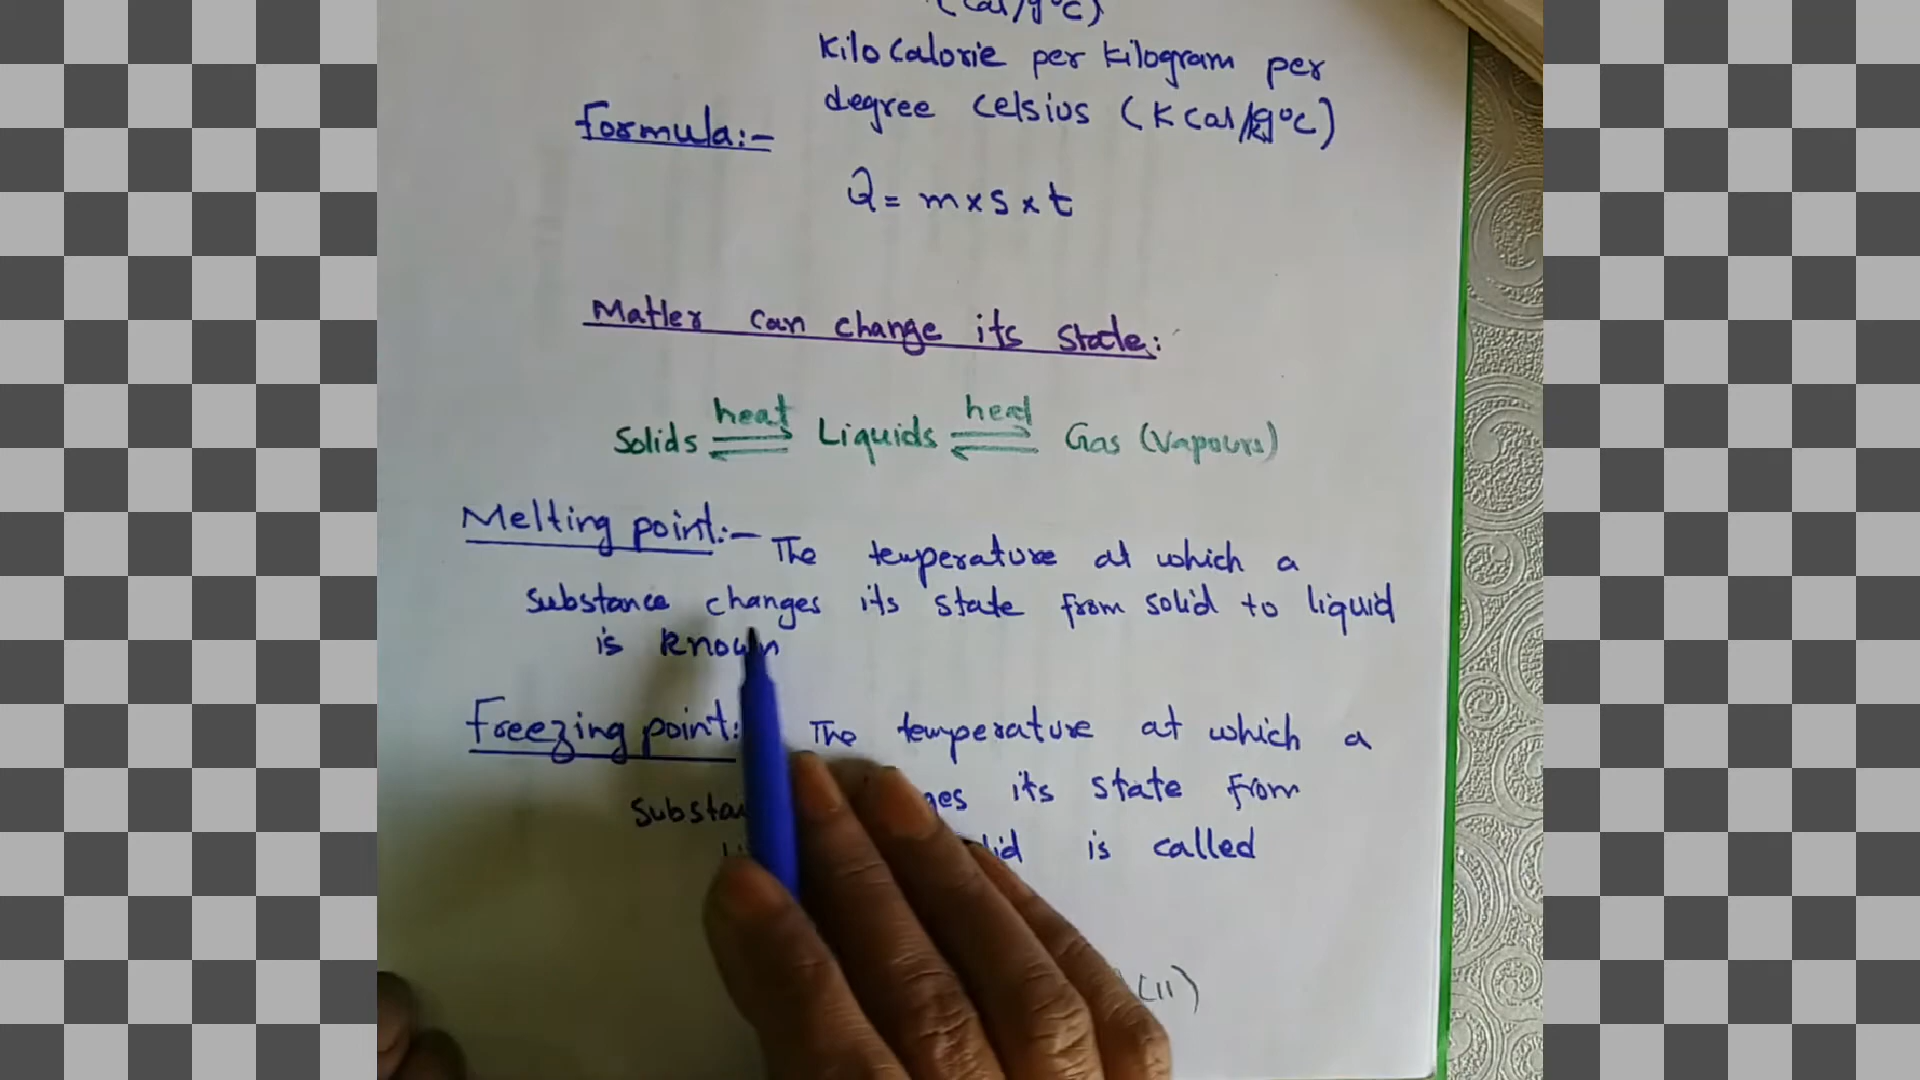 (Cal/g°C)
Kilo Calorie per Kilogram per
degree Celsius (KCal/kg°C)
Formula:-
Q = m×s×t
Matter can change its state:
Solids heat Liquids heat Gas (Vapours)
Melting point:- The temperature at which a
substance changes its state from solid to liquid
is known
Freezing point: The temperature at which a
its state from
is called
(11)